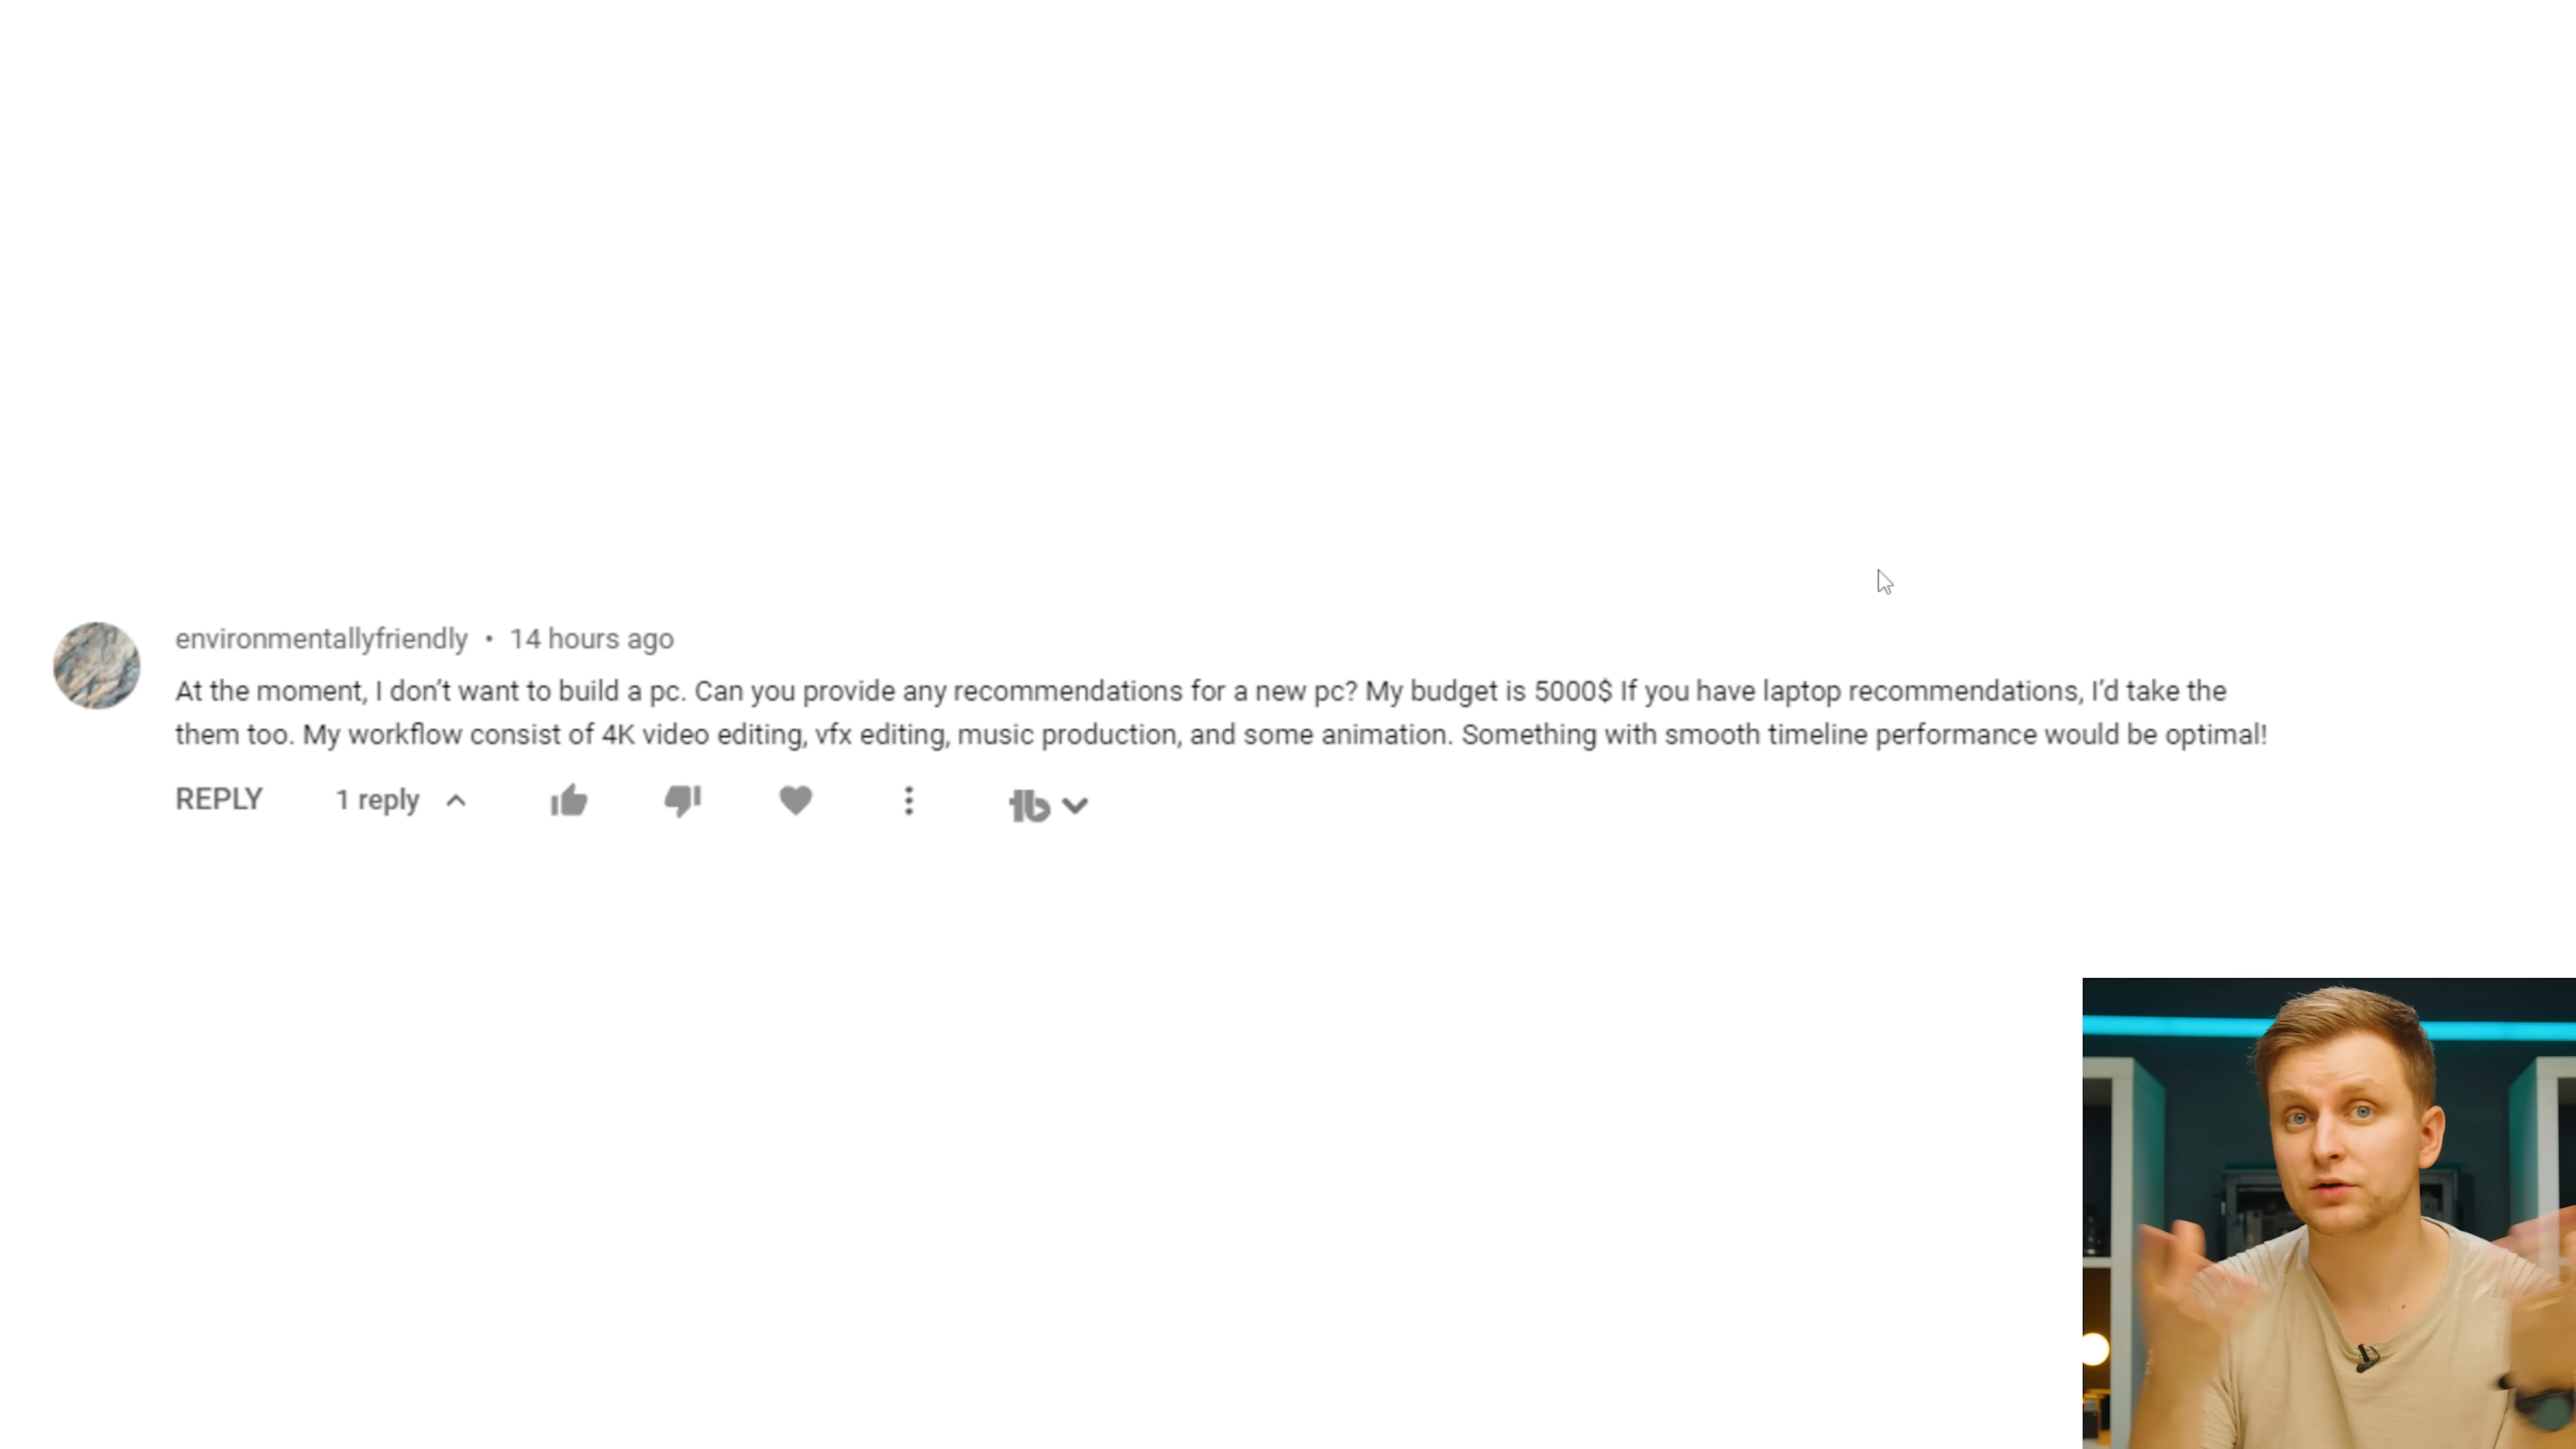 environmentallyfriendly • 14 hours ago
At the moment, I don't want to build a pc. Can you provide any recommendations for a new pc? My budget is 5000$ If you have laptop recommendations, I'd take the
them too. My workflow consist of 4K video editing, vfx editing, music production, and some animation. Something with smooth timeline performance would be optimal!
REPLY 1 reply